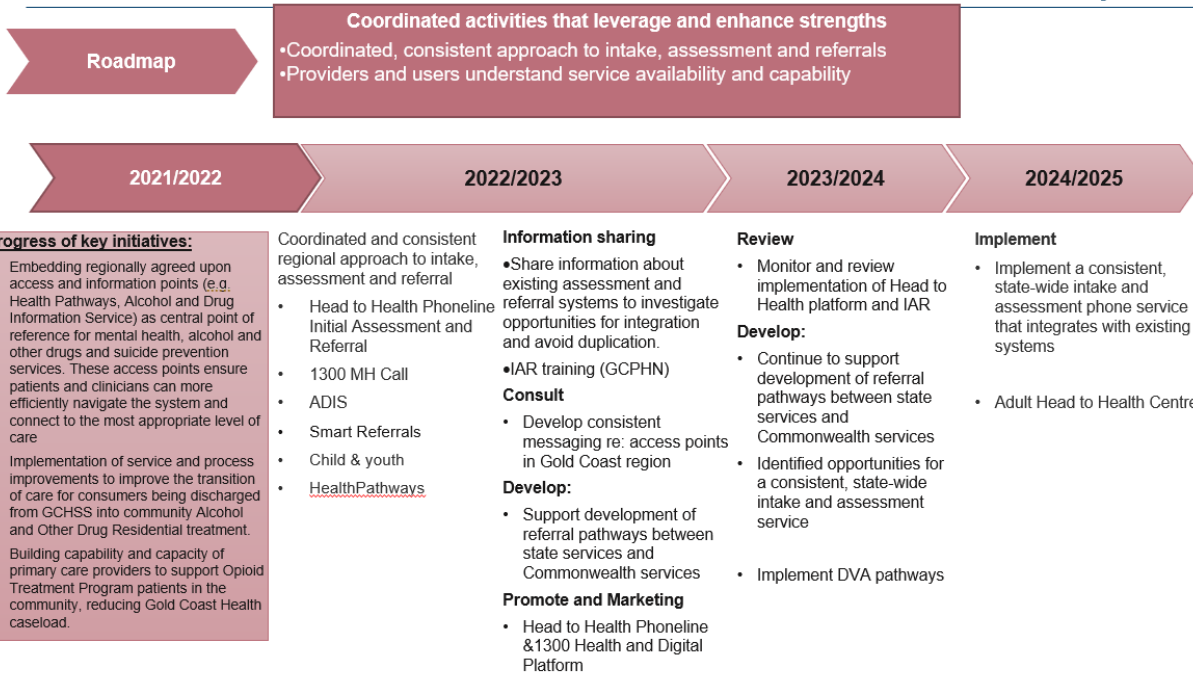 Roadmap
Coordinated activities that leverage and enhance strengths
•Coordinated, consistent approach to intake, assessment and referrals
•Providers and users understand service availability and capability
2021/2022
2022/2023
2023/2024
2024/2025
rogress of key initiatives:
Embedding regionally agreed upon
access and information points (e.g.
Health Pathways, Alcohol and Drug
Information Service) as central point of
reference for mental health, alcohol and
other drugs and suicide prevention
services. These access points ensure
patients and clinicians can more
efficiently navigate the system and
connect to the most appropriate level of
care
Implementation of service and process
improvements to improve the transition
of care for consumers being discharged
from GCHSS into community Alcohol
and Other Drug Residential treatment.
Building capability and capacity of
primary care providers to support Opioid
Treatment Program patients in the
community, reducing Gold Coast Health
caseload.
Coordinated and consistent
regional approach to intake,
assessment and referral
• Head to Health Phoneline
Initial Assessment and
Referral
• 1300 MH Call
• ADIS
• Smart Referrals
• Child & youth
• HealthPathways
Information sharing
•Share information about
existing assessment and
referral systems to investigate
opportunities for integration
and avoid duplication.
•IAR training (GCPHN)
Consult
• Develop consistent
messaging re: access points
in Gold Coast region
Develop:
• Support development of
referral pathways between
state services and
Commonwealth services
Promote and Marketing
• Head to Health Phoneline
&1300 Health and Digital
Platform
Review
• Monitor and review
implementation of Head to
Health platform and IAR
Develop:
• Continue to support
development of referral
pathways between state
services and
Commonwealth services
• Identified opportunities for
a consistent, state-wide
intake and assessment
service
• Implement DVA pathways
Implement
• Implement a consistent,
state-wide intake and
assessment phone service
that integrates with existing
systems
• Adult Head to Health Centre